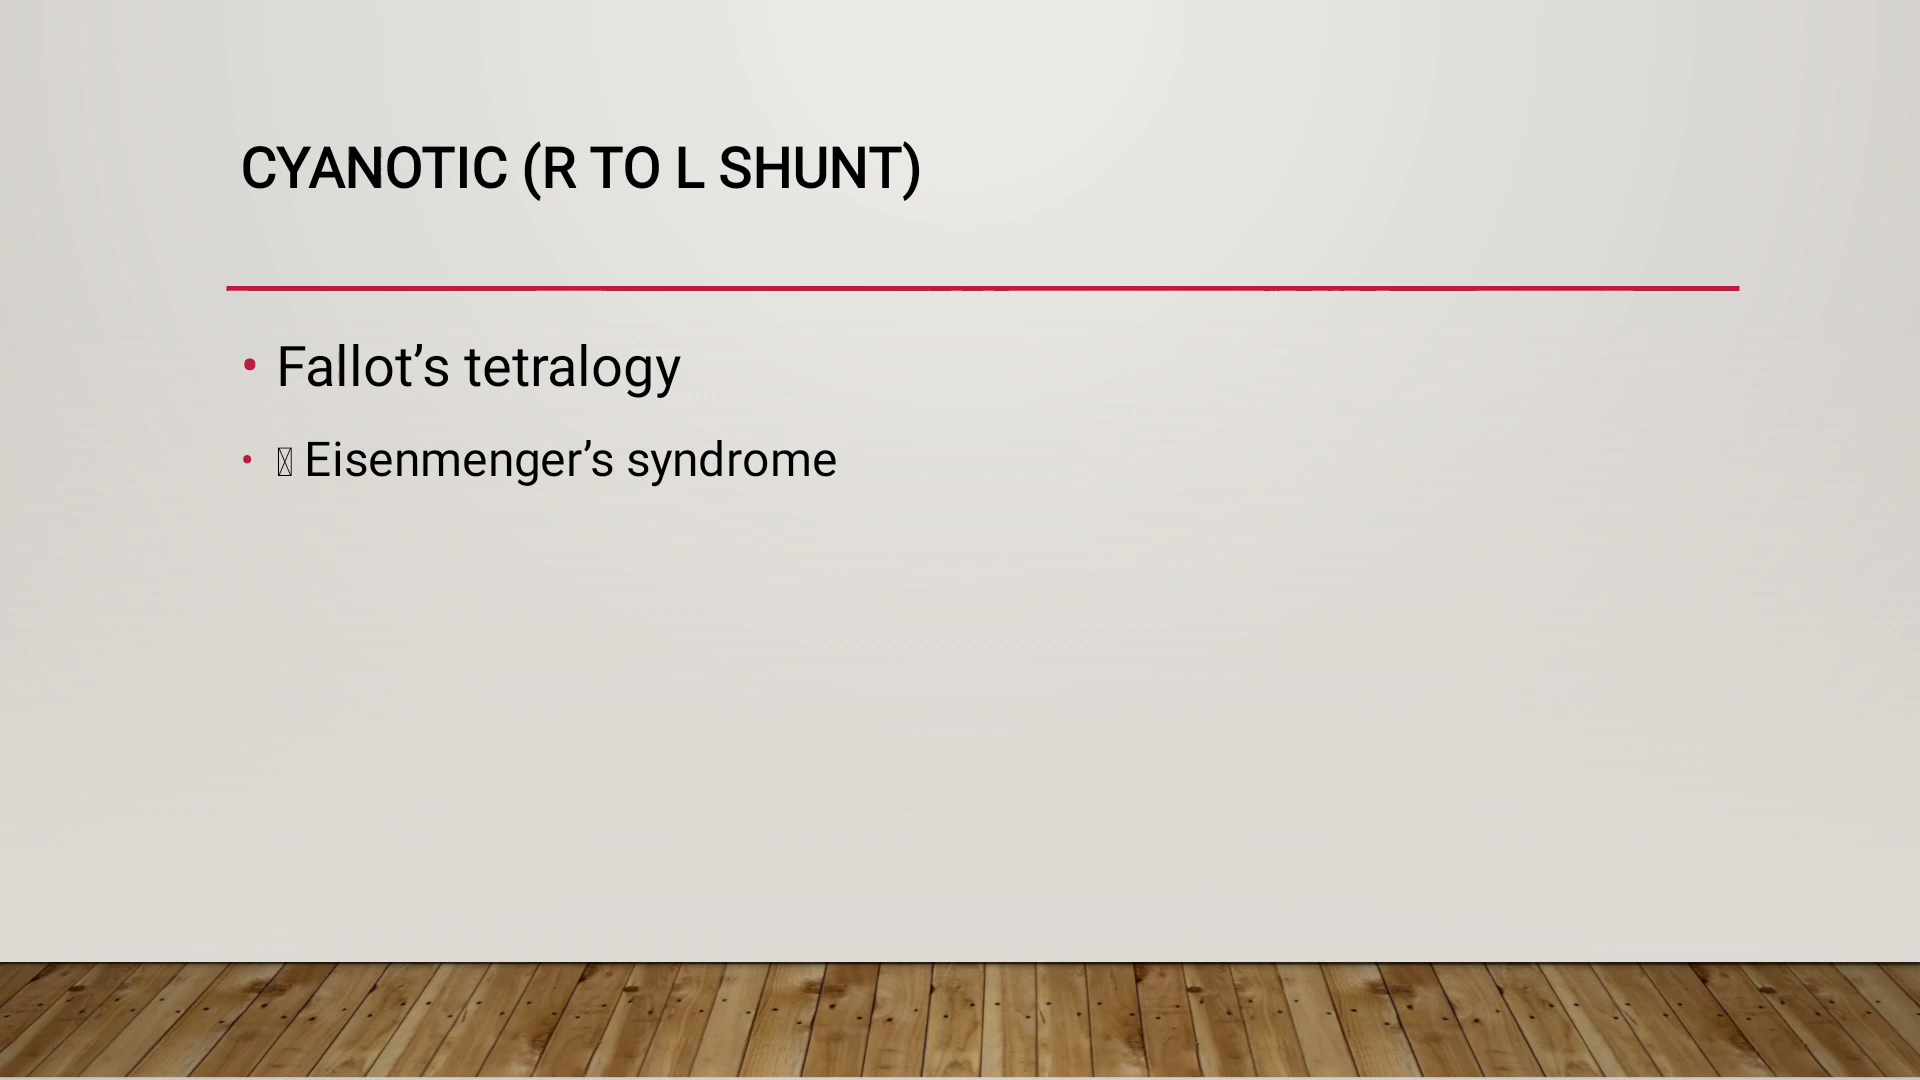 CYANOTIC (R TO L SHUNT)
• Fallot’s tetralogy
• Eisenmenger’s syndrome